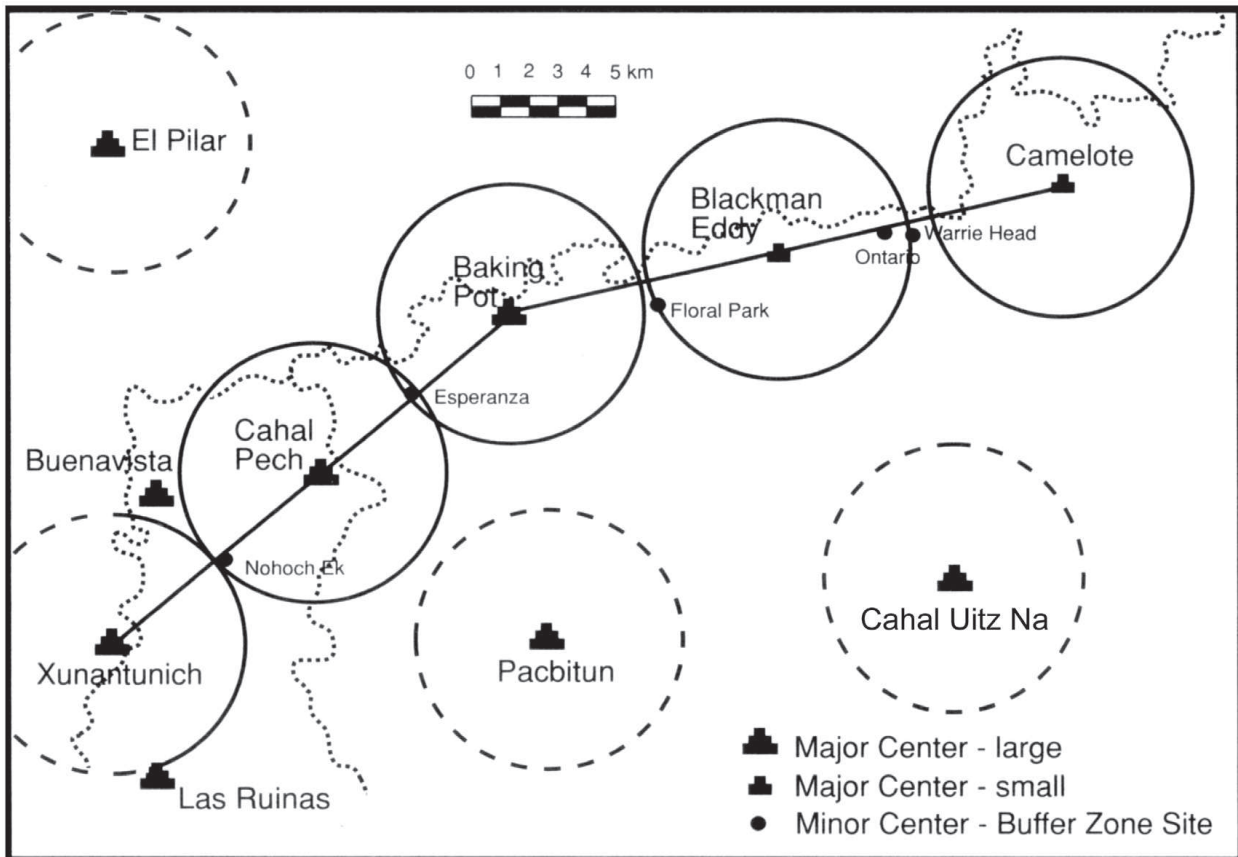 0 1 2 3 4 5 km
El Pilar
Camelote
Blackman
Eddy
Warrie Head
Ontario
Baking
Pot
Floral Park
Esperanza
Cahal
Pech
Buenavista
Nohoch Ek
Cahal Uitz Na
Xunantunich
Pacbitun
Las Ruinas
Major Center - large
Major Center - small
Minor Center - Buffer Zone Site